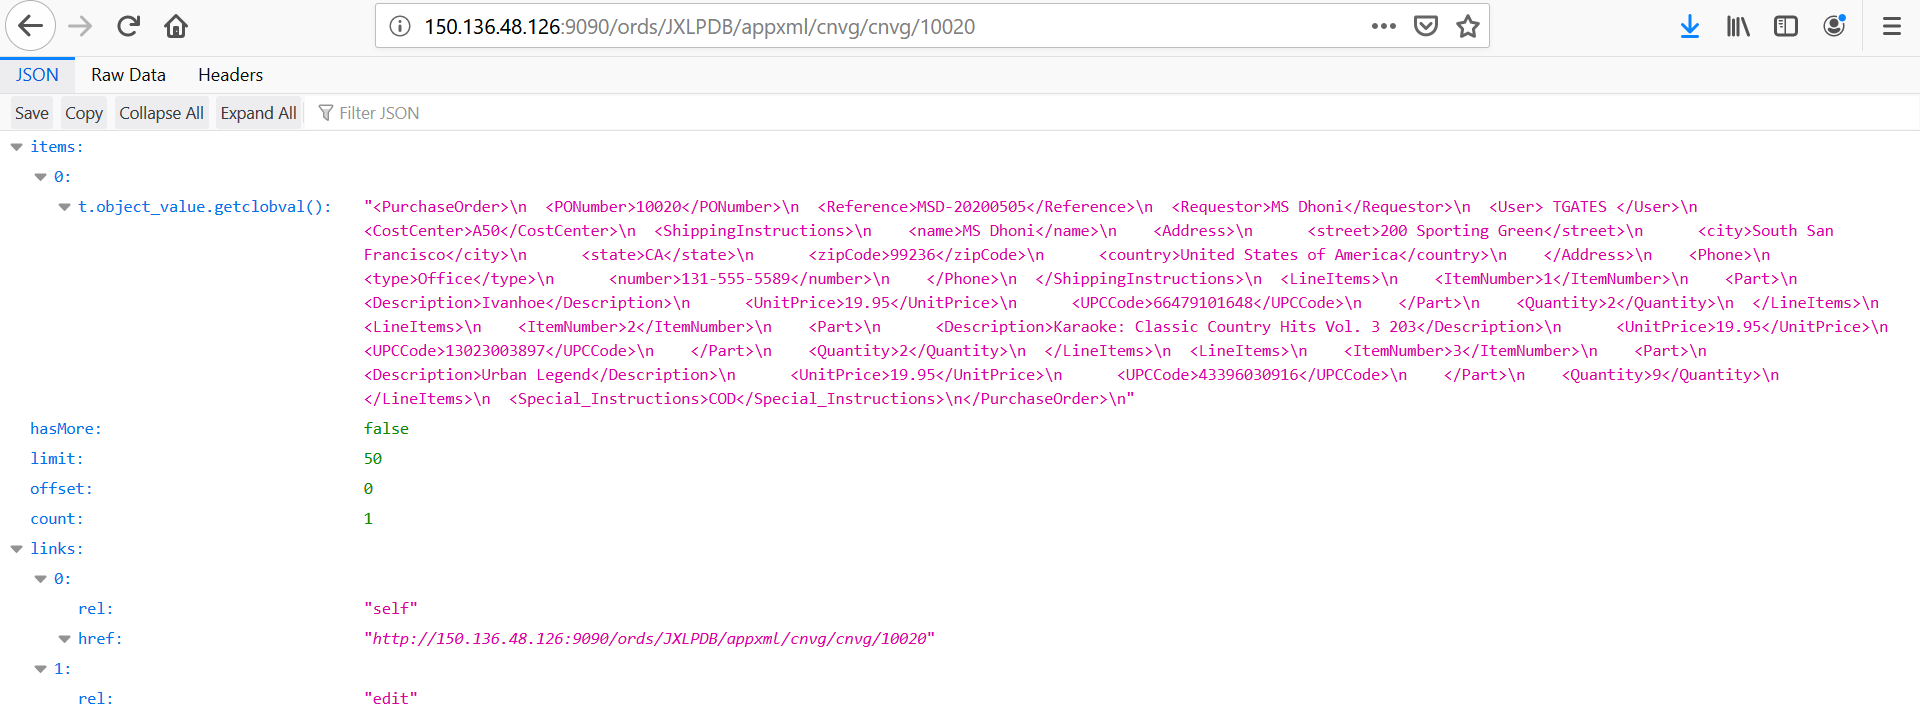 150.136.48.126:9090/ords/JXLPDB/appxml/cnvg/cnvg/10020
JSON Raw Data Headers
Save Copy Collapse All Expand All Filter JSON
items:
0:
t.object_value.getclobval(): "<PurchaseOrder>\n <PONumber>10020</PONumber>\n <Reference>MSD-20200505</Reference>\n <Requestor>MS Dhoni</Requestor>\n <User> TGATES </User>\n
<CostCenter>A50</CostCenter>\n <ShippingInstructions>\n <name>MS Dhoni</name>\n <Address>\n <street>200 Sporting Green</street>\n <city>South San
Francisco</city>\n <state>CA</state>\n <zipCode>99236</zipCode>\n <country>United States of America</country>\n </Address>\n <Phone>\n
<type>Office</type>\n <number>131-555-5589</number>\n </Phone>\n </ShippingInstructions>\n <LineItems>\n <ItemNumber>1</ItemNumber>\n <Part>\n
<Description>Ivanhoe</Description>\n <UnitPrice>19.95</UnitPrice>\n <UPCCode>66479101648</UPCCode>\n </Part>\n <Quantity>2</Quantity>\n </LineItems>\n
<LineItems>\n <ItemNumber>2</ItemNumber>\n <Part>\n <Description>Karaoke: Classic Country Hits Vol. 3 203</Description>\n <UnitPrice>19.95</UnitPrice>\n
<UPCCode>13023003897</UPCCode>\n </Part>\n <Quantity>2</Quantity>\n </LineItems>\n <LineItems>\n <ItemNumber>3</ItemNumber>\n <Part>\n
<Description>Urban Legend</Description>\n <UnitPrice>19.95</UnitPrice>\n <UPCCode>43396030916</UPCCode>\n </Part>\n <Quantity>9</Quantity>\n
</LineItems>\n <Special_Instructions>COD</Special_Instructions>\n</PurchaseOrder>\n"
hasMore: false
limit: 50
offset: 0
count: 1
links:
0:
rel: "self"
href: "http://150.136.48.126:9090/ords/JXLPDB/appxml/cnvg/cnvg/10020"
1:
rel: "edit"